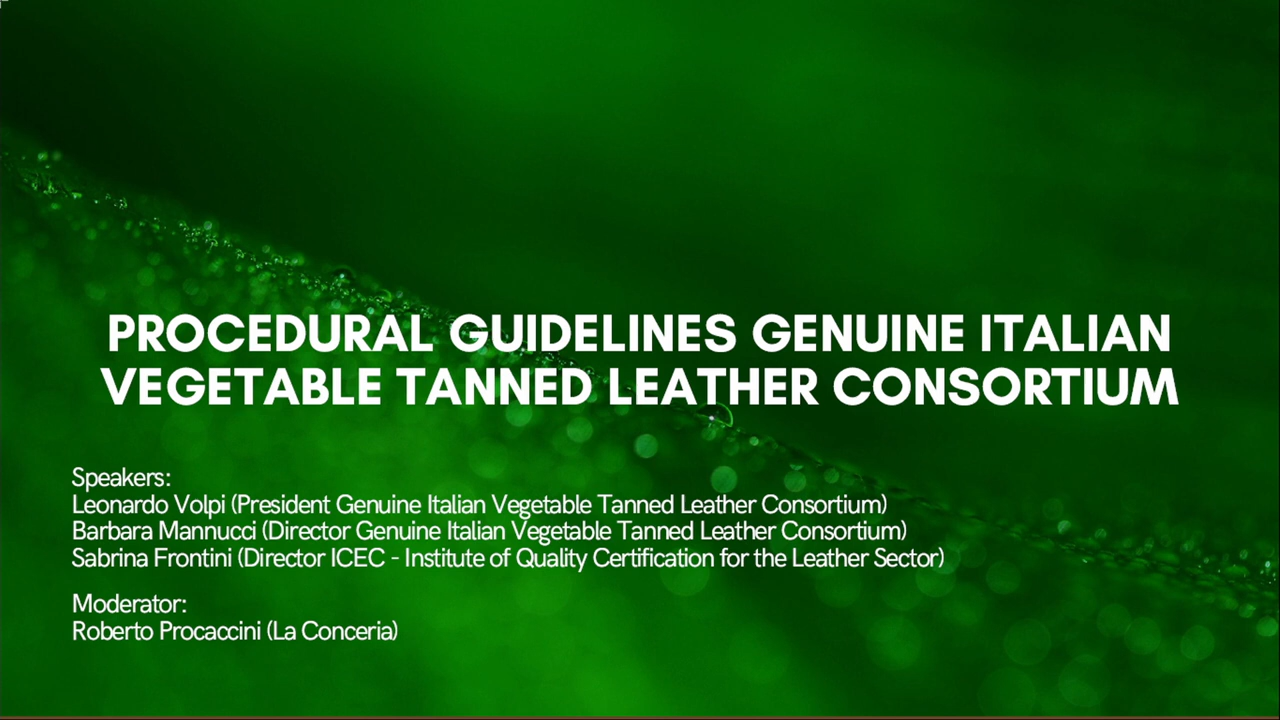 PROCEDURAL GUIDELINES GENUINE ITALIAN
VEGETABLE TANNED LEATHER CONSORTIUM
Speakers:
Leonardo Volpi (President Genuine Italian Vegetable Tanned Leather Consortium)
Barbara Mannucci (Director Genuine Italian Vegetable Tanned Leather Consortium)
Sabrina Frontini (Director ICEC - Institute of Quality Certification for the Leather Sector)
Moderator:
Roberto Procaccini (La Conceria)